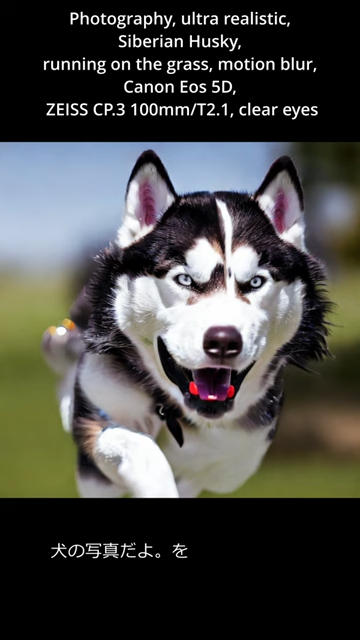 Photography, ultra realistic,
Siberian Husky,
running on the grass, motion blur,
Canon Eos 5D,
ZEISS CP.3 100mm/T2.1, clear eyes
犬の写真だよ。を